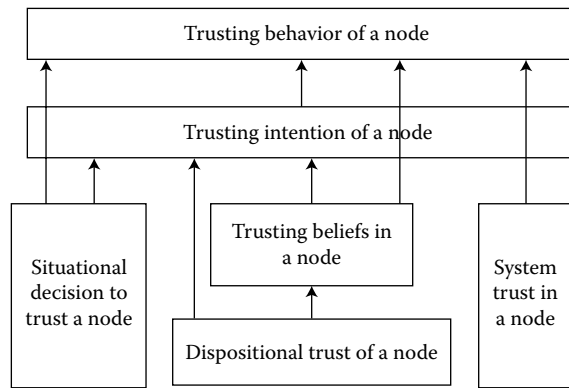 Trusting behavior of a node
Trusting intention of a node
Situational
decision to
trust a node
Trusting beliefs in
a node
System
trust in
a node
Dispositional trust of a node